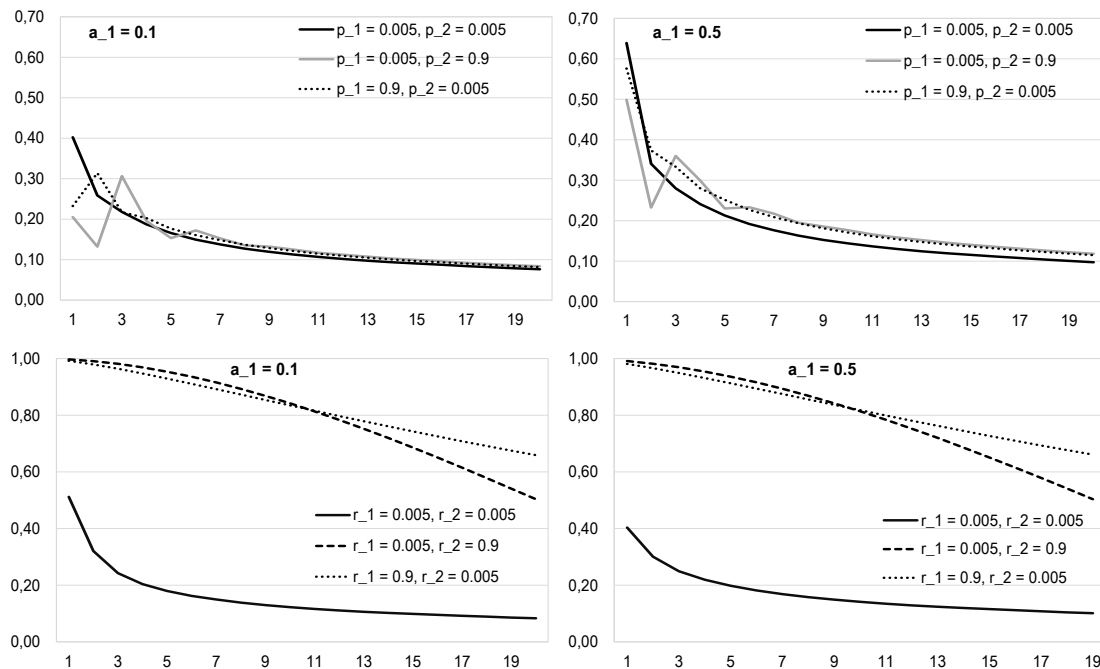 0,70
0,60
0,50
0,40
0,30
0,20
0,10
0,00
a_1 = 0.1
p_1 = 0.005, p_2 = 0.005
p_1 = 0.005, p_2 = 0.9
p_1 = 0.9, p_2 = 0.005
1 3 5 7 9 11 13 15 17 19
0,70
0,60
0,50
0,40
0,30
0,20
0,10
0,00
a_1 = 0.5
p_1 = 0.005, p_2 = 0.005
p_1 = 0.005, p_2 = 0.9
p_1 = 0.9, p_2 = 0.005
1 3 5 7 9 11 13 15 17 19
1,00
0,80
0,60
0,40
0,20
0,00
a_1 = 0.1
r_1 = 0.005, r_2 = 0.005
r_1 = 0.005, r_2 = 0.9
r_1 = 0.9, r_2 = 0.005
1 3 5 7 9 11 13 15 17 19
1,00
0,80
0,60
0,40
0,20
0,00
a_1 = 0.5
r_1 = 0.005, r_2 = 0.005
r_1 = 0.005, r_2 = 0.9
r_1 = 0.9, r_2 = 0.005
1 3 5 7 9 11 13 15 17 19